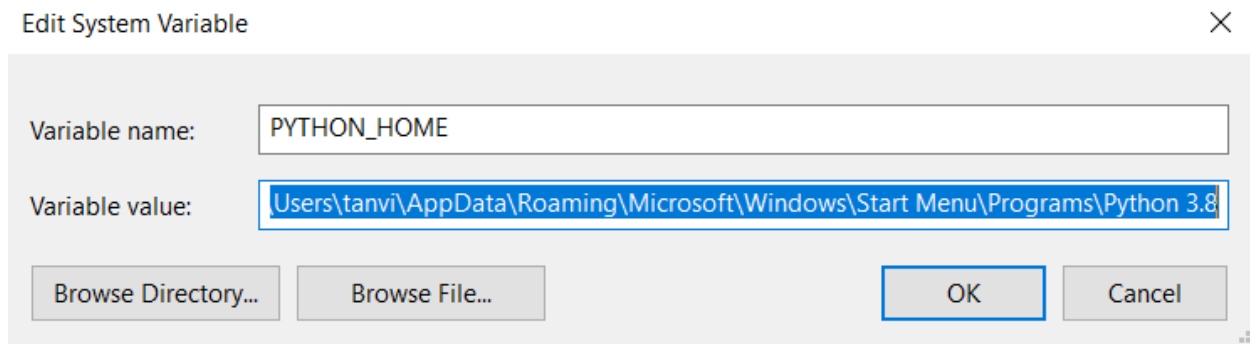 Edit System Variable
Variable name: PYTHON_HOME
Variable value: \Users\tanvi\AppData\Roaming\Microsoft\Windows\Start Menu\Programs\Python 3.8
Browse Directory... Browse File... OK Cancel